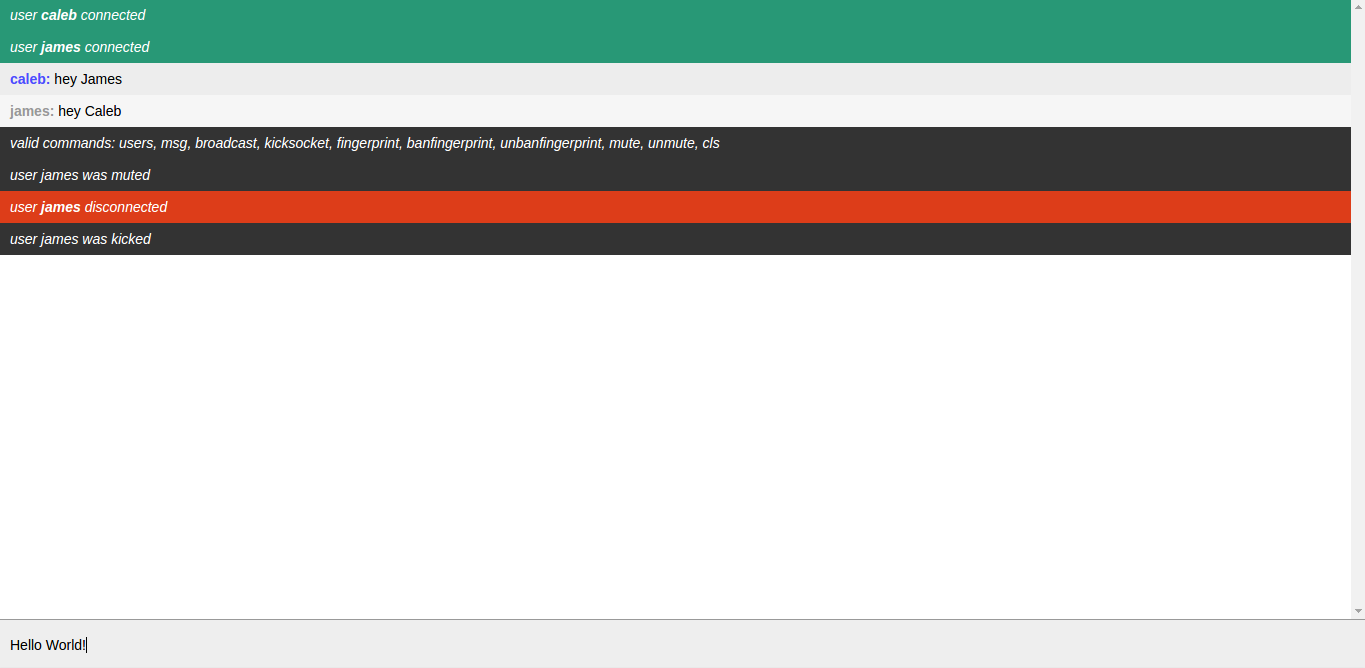 user caleb connected
user james connected
caleb: hey James
james: hey Caleb
valid commands: users, msg, broadcast, kicksocket, fingerprint, banfingerprint, unbanfingerprint, mute, unmute, cls
user james was muted
user james disconnected
user james was kicked
Hello World!